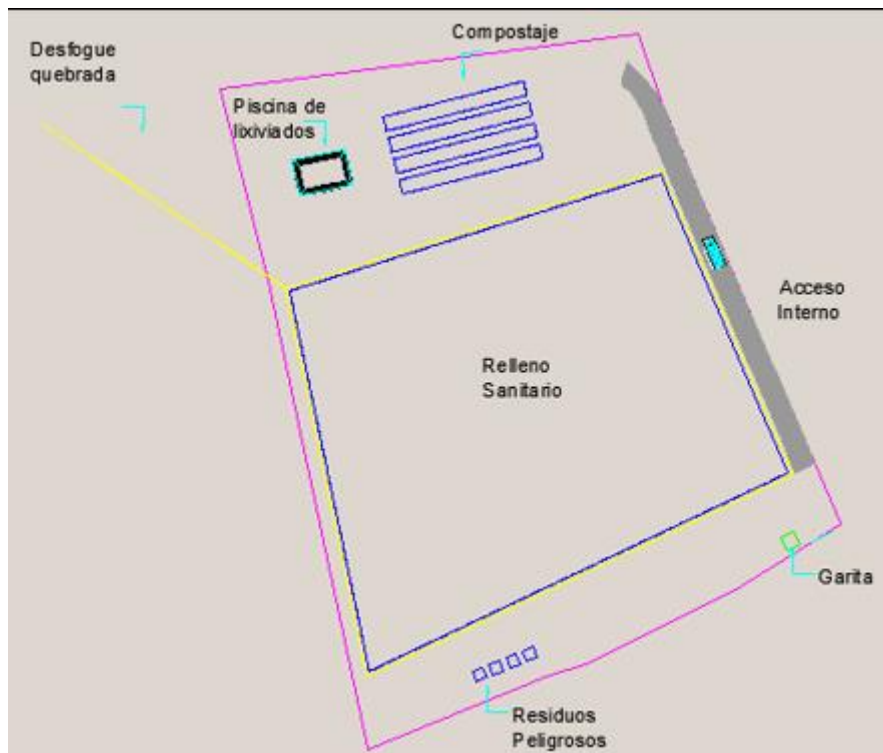 Compostaje
Desfogue
quebrada
Piscina de
lixiviados
Acceso
Interno
Relleno
Sanitario
Garita
Residuos
Peligrosos